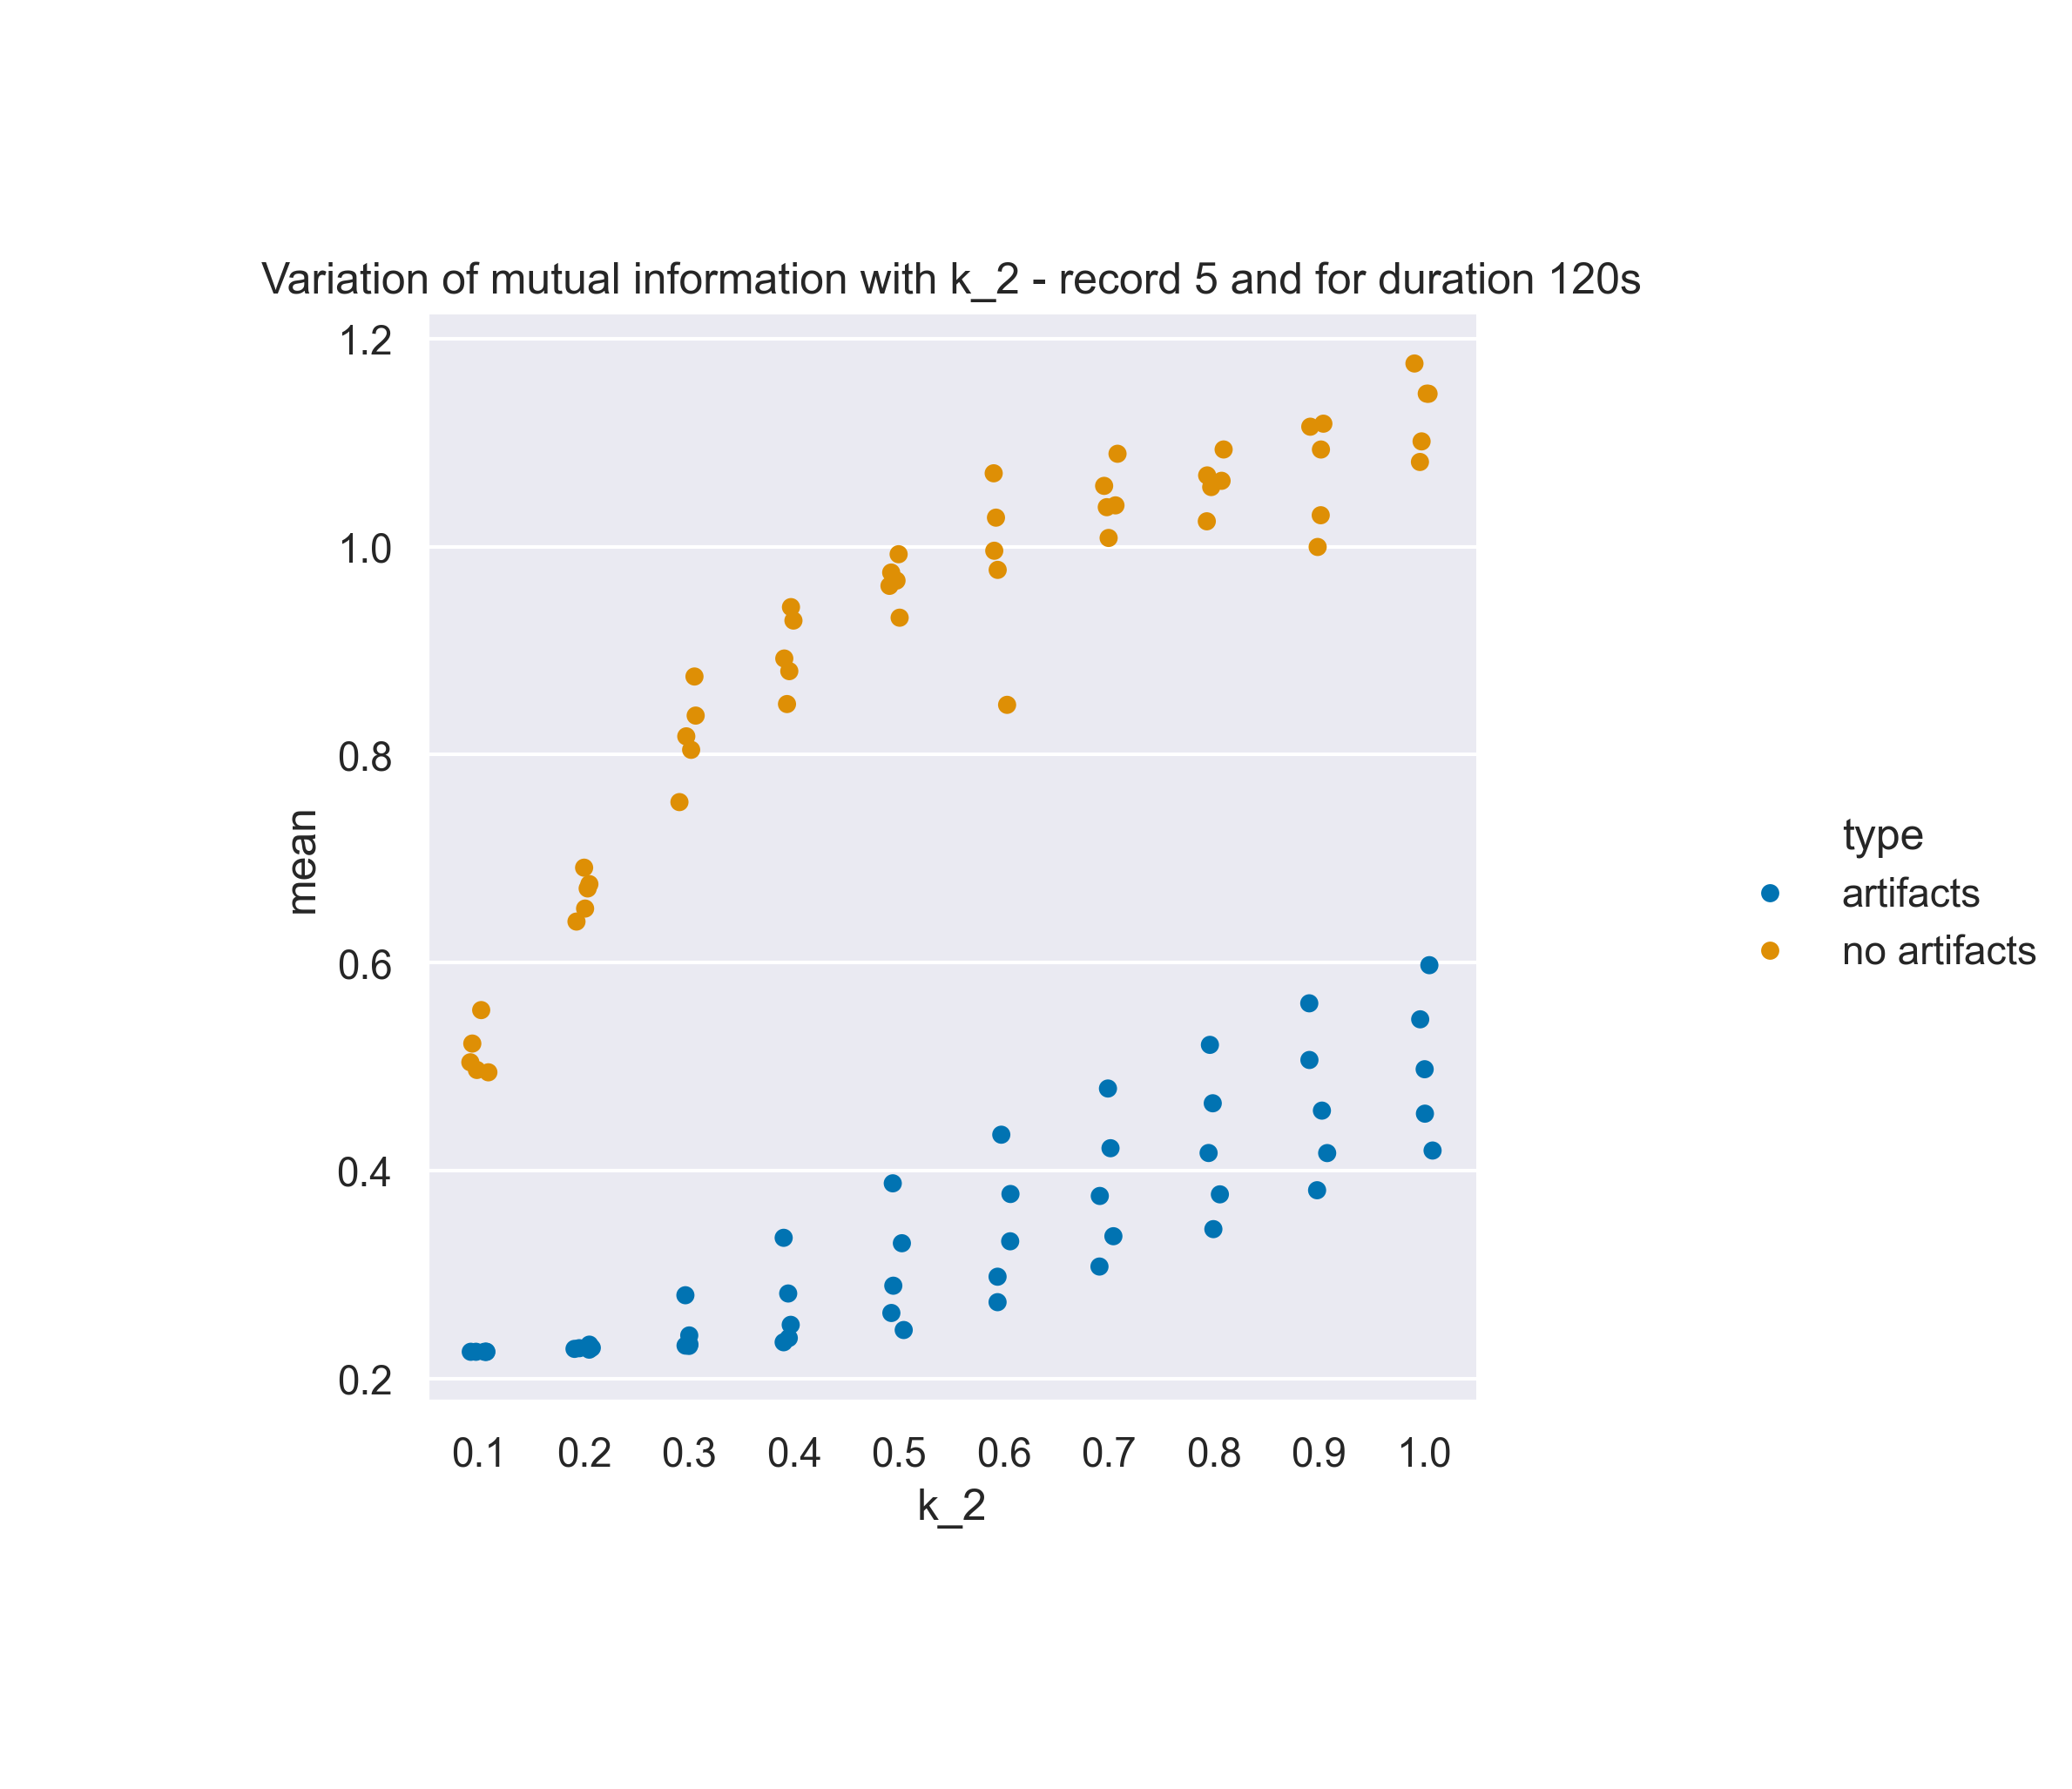 Variation of mutual information with k_2 - record 5 and for duration 120s
1.2
1.0
0.8
0.6
0.4
0.2
mean
0.1 0.2 0.3 0.4 0.5 0.6 0.7 0.8 0.9 1.0
k_2
type
artifacts
no artifacts